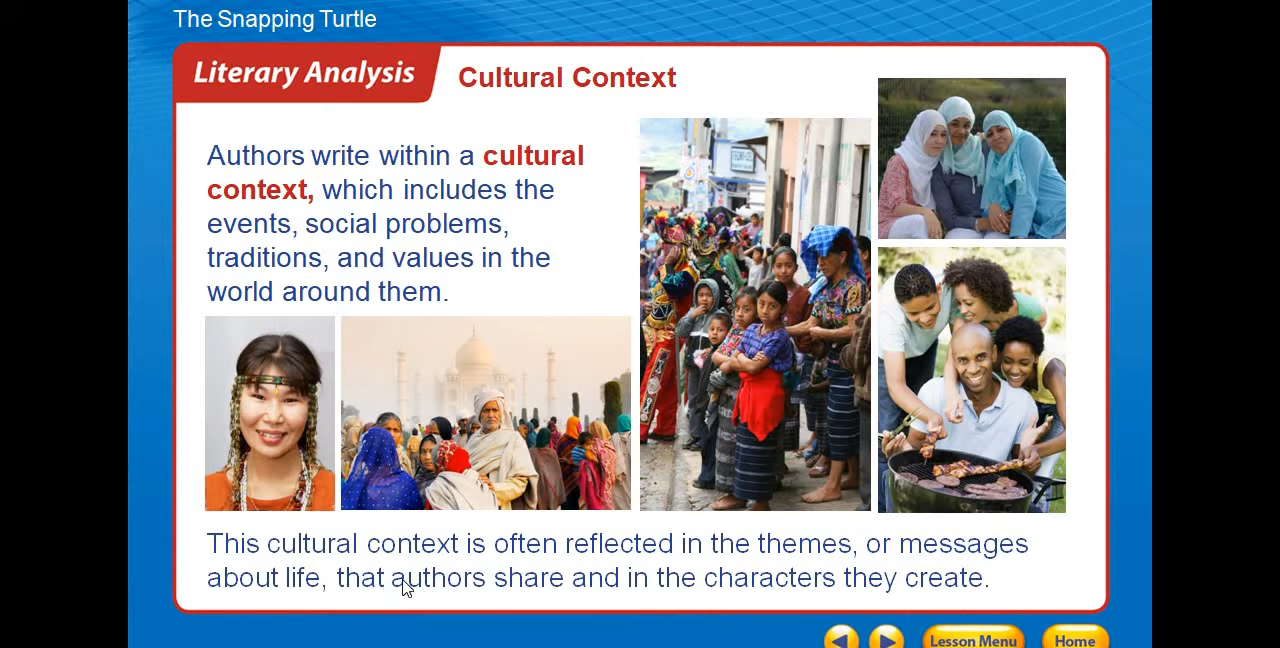 The Snapping Turtle
Literary Analysis
Cultural Context
Authors write within a cultural
context, which includes the
events, social problems,
traditions, and values in the
world around them.
This cultural context is often reflected in the themes, or messages
about life, that authors share and in the characters they create.
Lesson Menu
Home